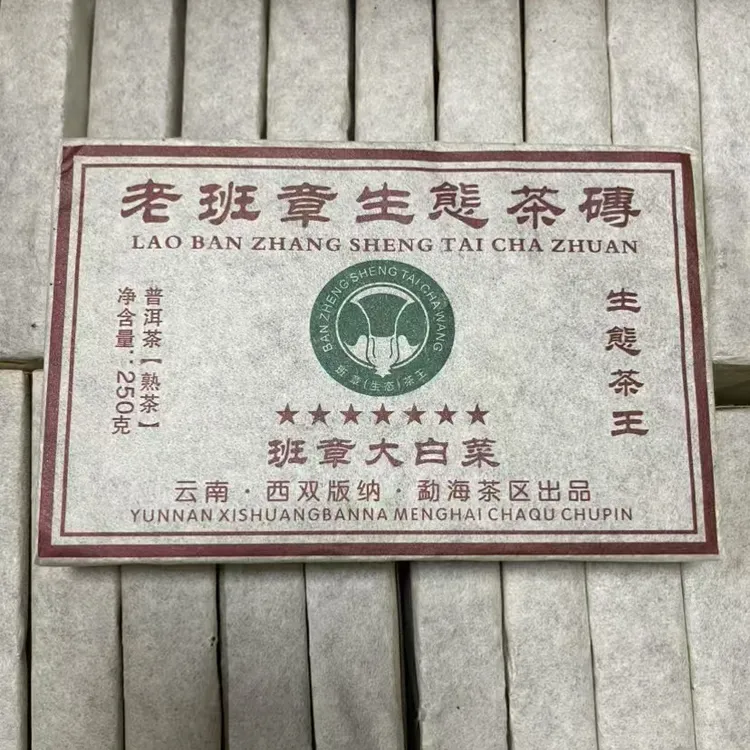 老班章生態茶磚
LAO BAN ZHANG SHENG TAI CHA ZHUAN
生態茶王
BAN ZHENG SHENG TAI CHA WANG
班章(生态)茶王
普洱茶【熟茶】
净含量:250克
★★★★★★★
班章大白菜
云南·西双版纳·勐海茶区出品
YUNNAN XISHUANGBANNA MENGHAI CHAQU CHUPIN